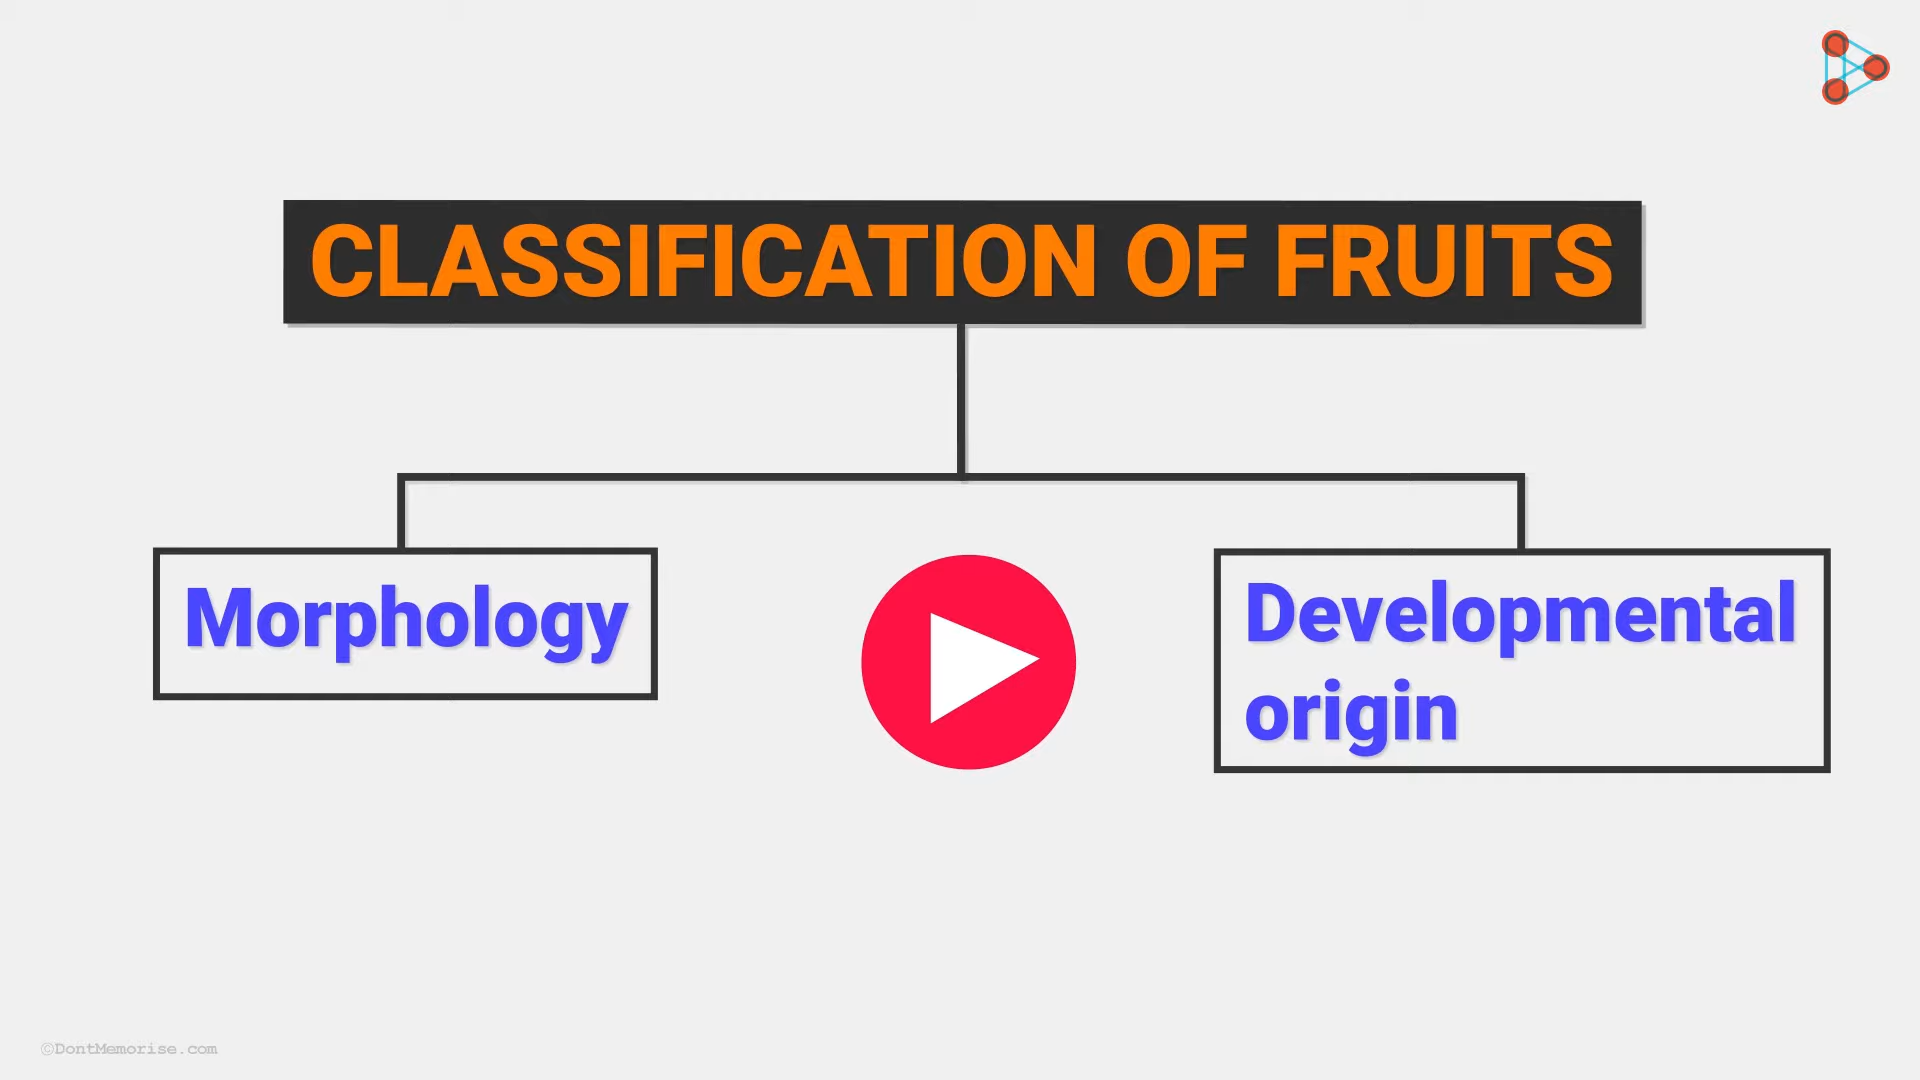 CLASSIFICATION OF FRUITS
Morphology
Developmental
origin
©DontMemorise.com